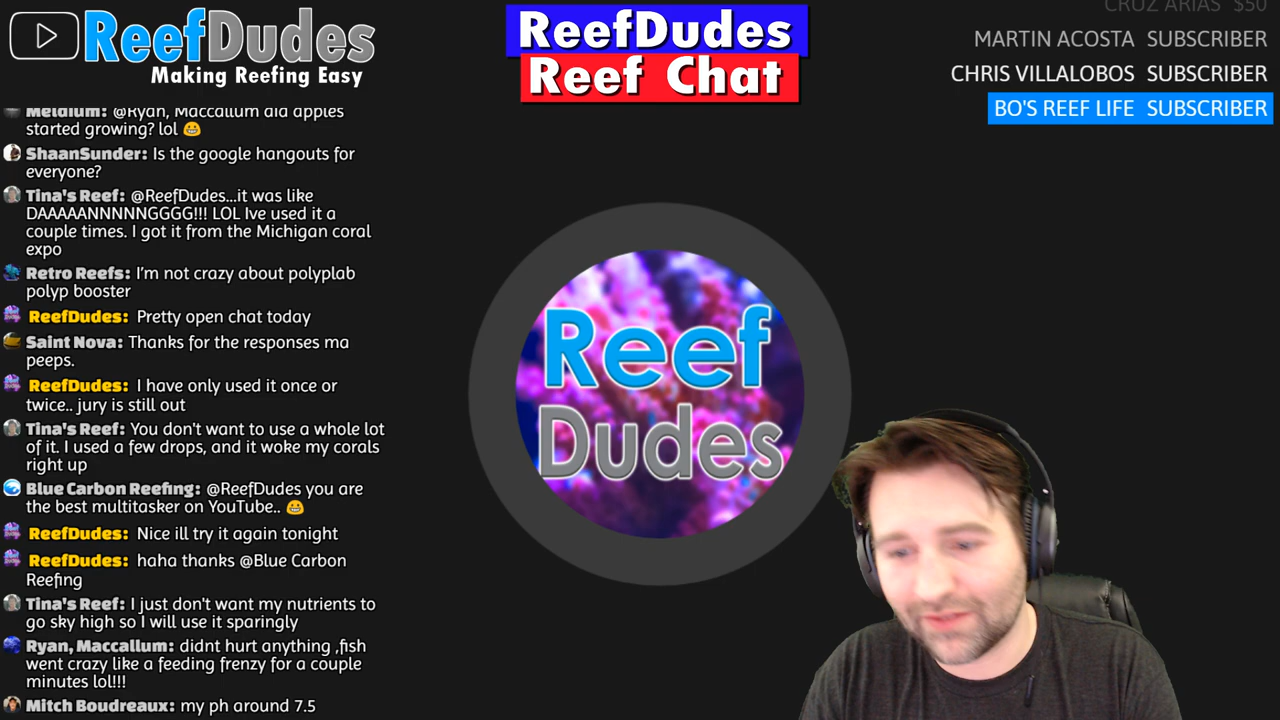 ReefDudes
Making Reefing Easy
ReefDudes
Reef Chat
CRUZ ARIAS $50
MARTIN ACOSTA SUBSCRIBER
CHRIS VILLALOBOS SUBSCRIBER
BO'S REEF LIFE SUBSCRIBER
Meldium: @Ryan, Maccallum did apples
started growing? lol 😀
ShaanSunder: Is the google hangouts for
everyone?
Tina's Reef: @ReefDudes...it was like
DAAAAANNNNNGGGG!!! LOL Ive used it a
couple times. I got it from the Michigan coral
expo
Retro Reefs: I'm not crazy about polyplab
polyp booster
ReefDudes: Pretty open chat today
Saint Nova: Thanks for the responses ma
peeps.
ReefDudes: I have only used it once or
twice.. jury is still out
Tina's Reef: You don't want to use a whole lot
of it. I used a few drops, and it woke my corals
right up
Blue Carbon Reefing: @ReefDudes you are
the best multitasker on YouTube.. 😀
ReefDudes: Nice ill try it again tonight
ReefDudes: haha thanks @Blue Carbon
Reefing
Tina's Reef: I just don't want my nutrients to
go sky high so I will use it sparingly
Ryan, Maccallum: didnt hurt anything ,fish
went crazy like a feeding frenzy for a couple
minutes lol!!!
Mitch Boudreaux: my ph around 7.5
Reef
Dudes